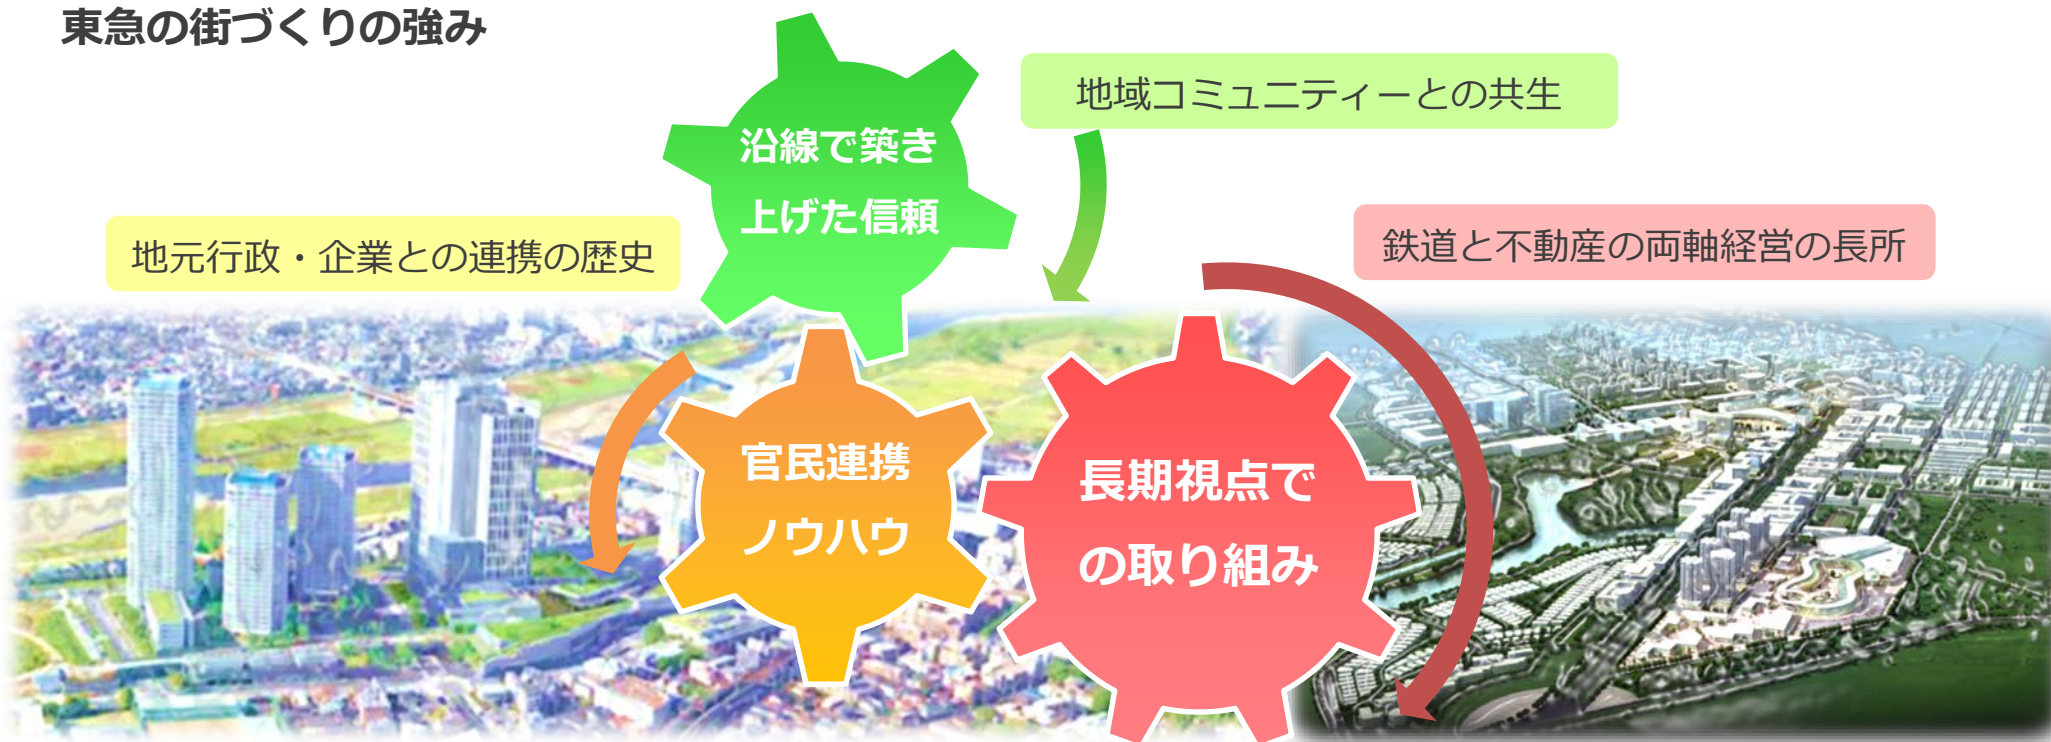 東急の街づくりの強み
沿線で築き
上げた信頼
地域コミュニティーとの共生
地元行政・企業との連携の歴史
鉄道と不動産の両軸経営の長所
官民連携
ノウハウ
長期視点で
の取り組み